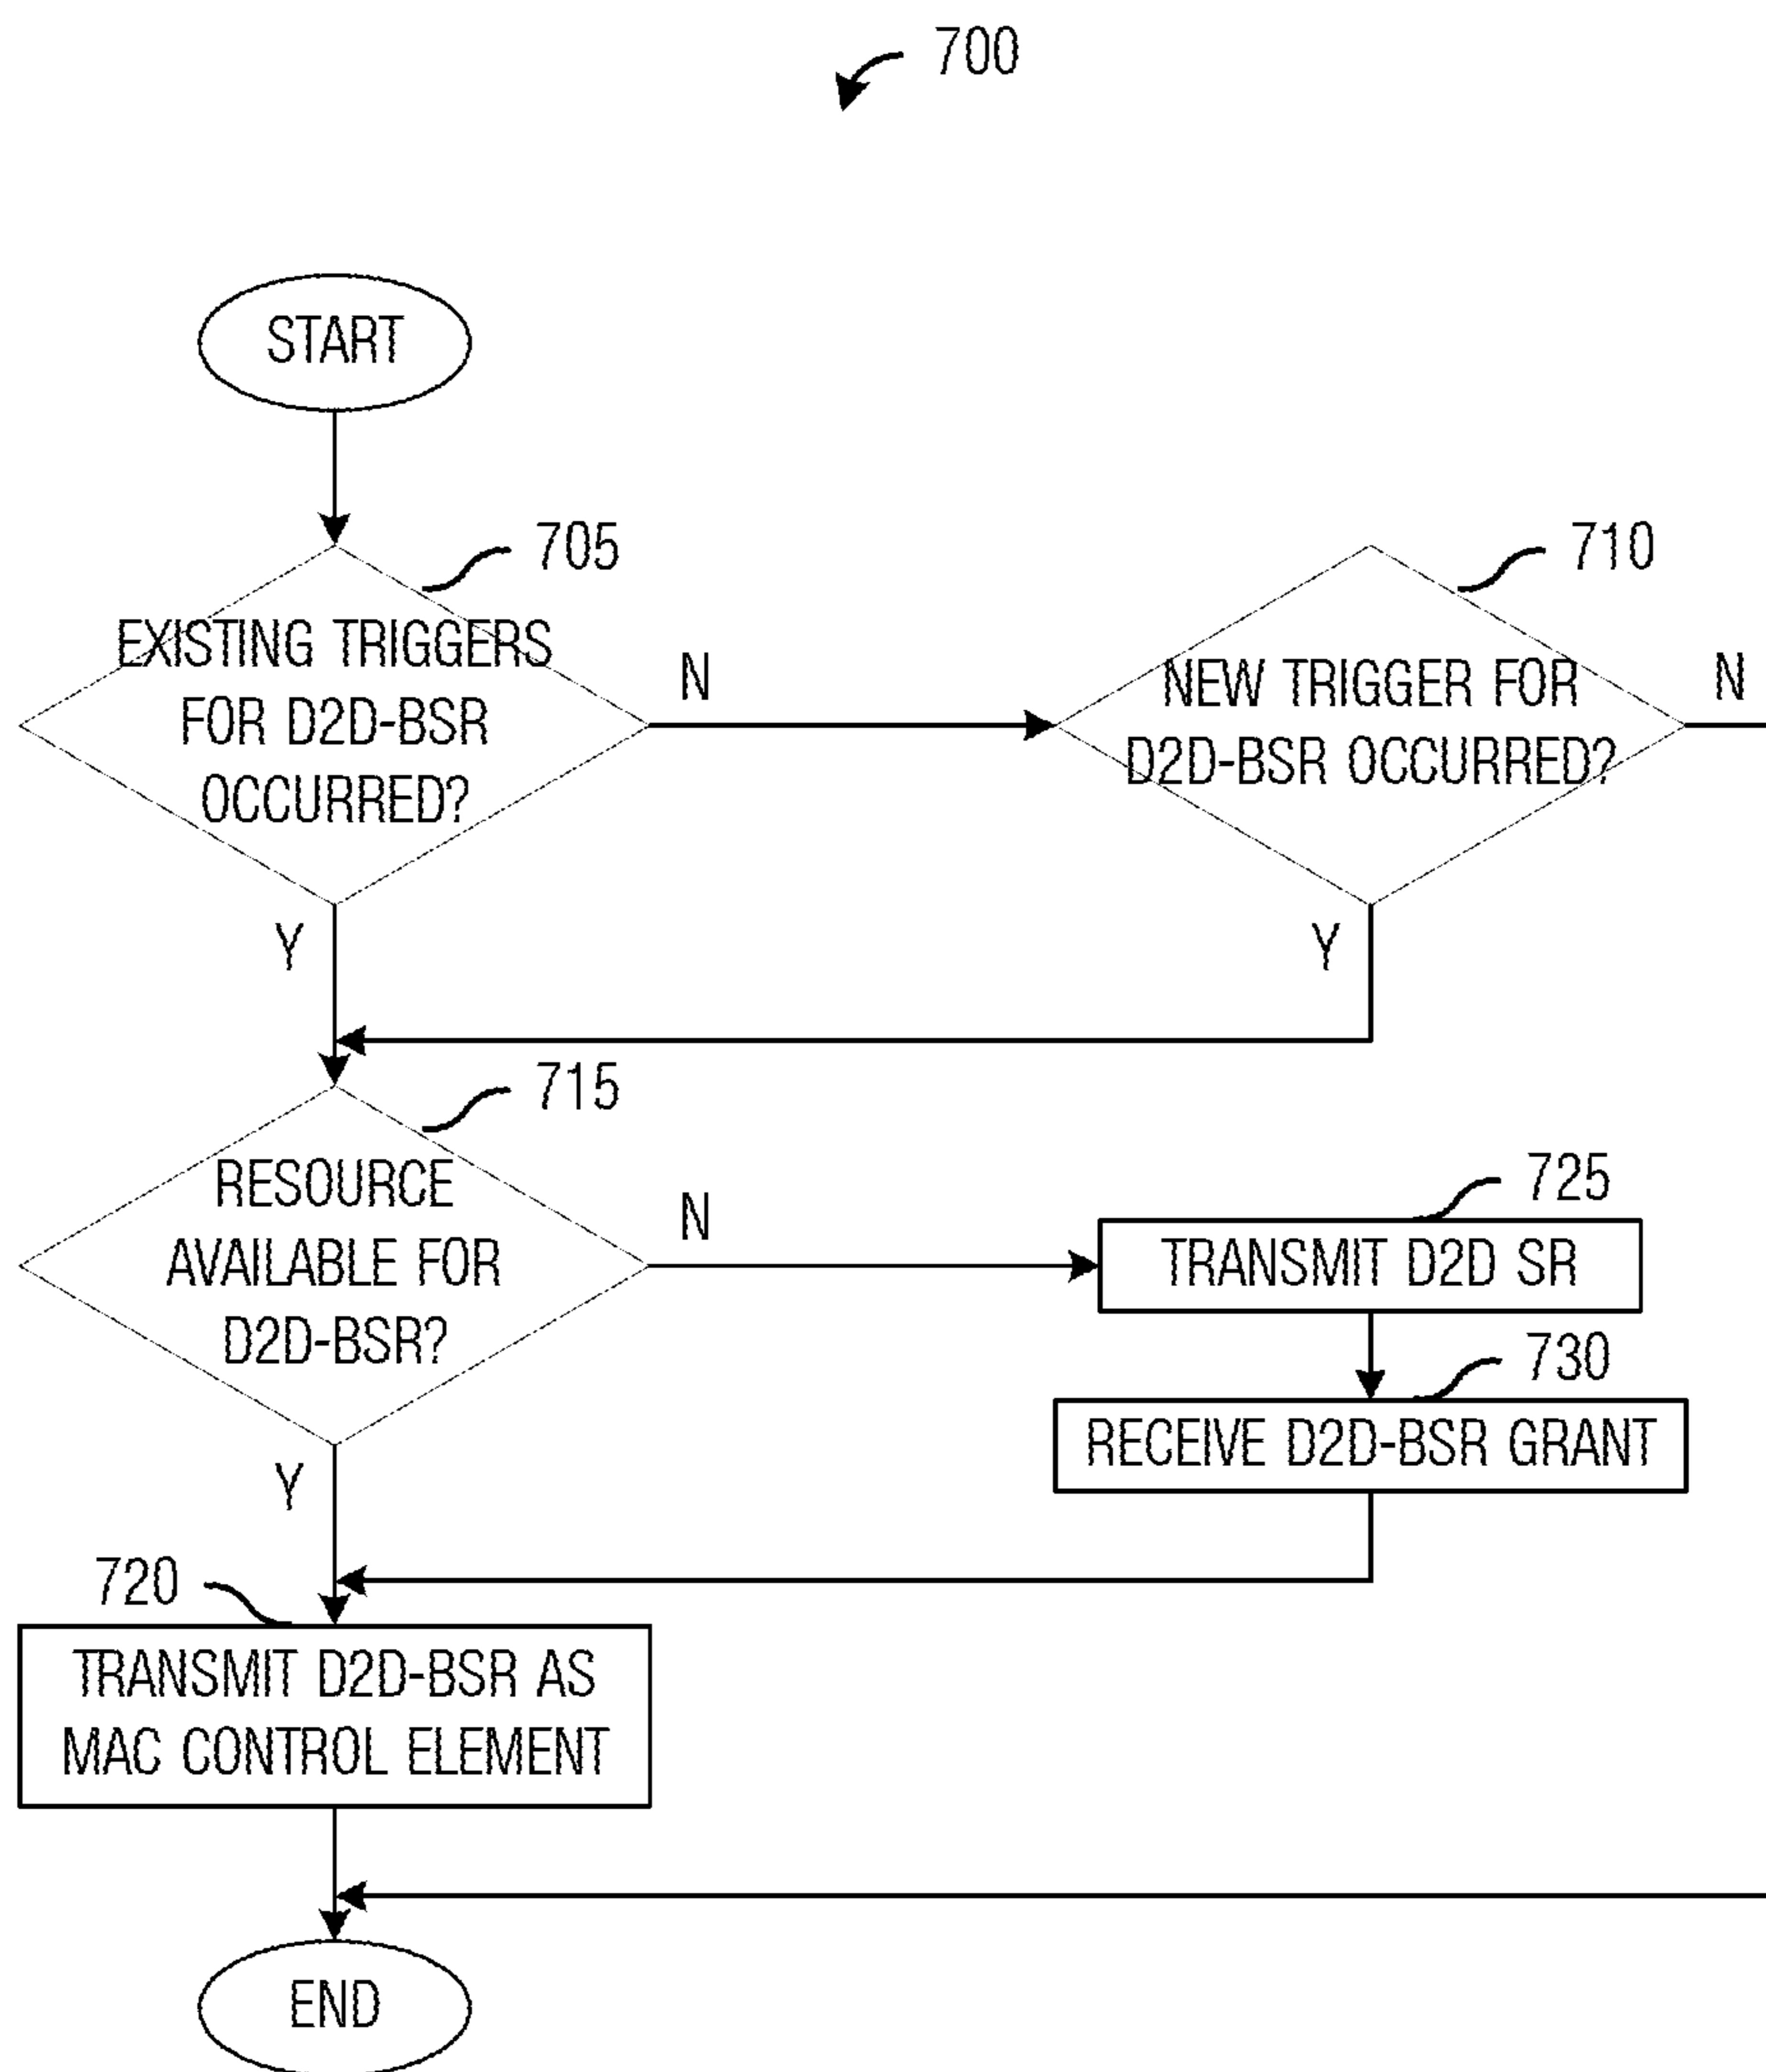 700
START
705
EXISTING TRIGGERS
FOR D2D-BSR
OCCURRED?
N
Y
710
NEW TRIGGER FOR
D2D-BSR OCCURRED?
N
Y
715
RESOURCE
AVAILABLE FOR
D2D-BSR?
N
Y
725
TRANSMIT D2D SR
730
RECEIVE D2D-BSR GRANT
720
TRANSMIT D2D-BSR AS
MAC CONTROL ELEMENT
END